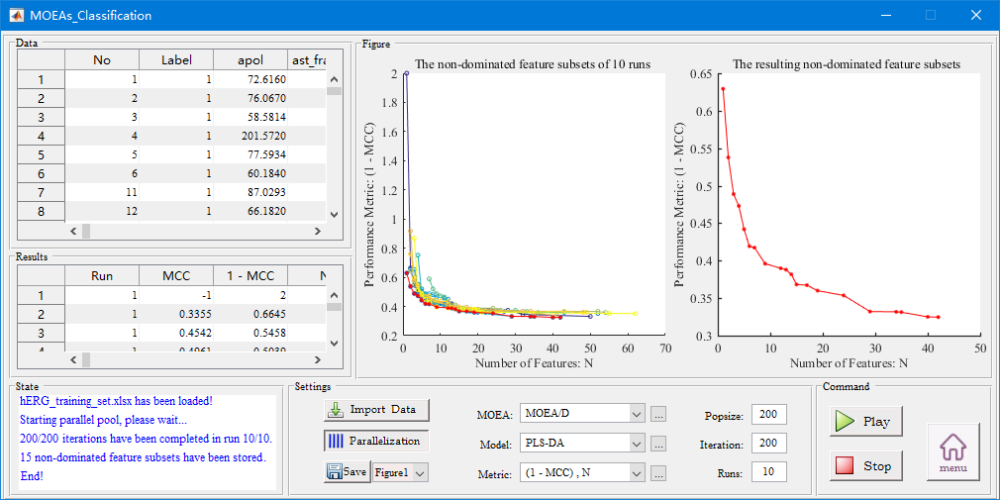 MOEAs_Classification
Data
No Label apol ast_fra
1 1 1 72.6160
2 2 1 76.0670
3 3 1 58.5814
4 4 1 201.5720
5 5 1 77.5934
6 6 1 60.1840
7 11 1 87.0293
8 12 1 66.1820
Results
Run MCC 1 - MCC N
1 1 -1 2
2 1 0.3355 0.6645
3 1 0.4542 0.5458
4 1 0.4961 0.5039
Figure
The non-dominated feature subsets of 10 runs
Performance Metric: (1 - MCC)
2
1.8
1.6
1.4
1.2
1
0.8
0.6
0.4
0.2
0 10 20 30 40 50 60 70
Number of Features: N
The resulting non-dominated feature subsets
Performance Metric: (1 - MCC)
0.65
0.6
0.55
0.5
0.45
0.4
0.35
0.3
0 10 20 30 40 50
Number of Features: N
State
hERG_training_set.xlsx has been loaded!
Starting parallel pool, please wait...
200/200 iterations have been completed in run 10/10.
15 non-dominated feature subsets have been stored.
End!
Settings
Import Data
Parallelization
Save Figure1
MOEA: MOEA/D ...
Model: PLS-DA ...
Metric: (1 - MCC) , N ...
Popsize: 200
Iteration: 200
Runs: 10
Command
Play
Stop
menu